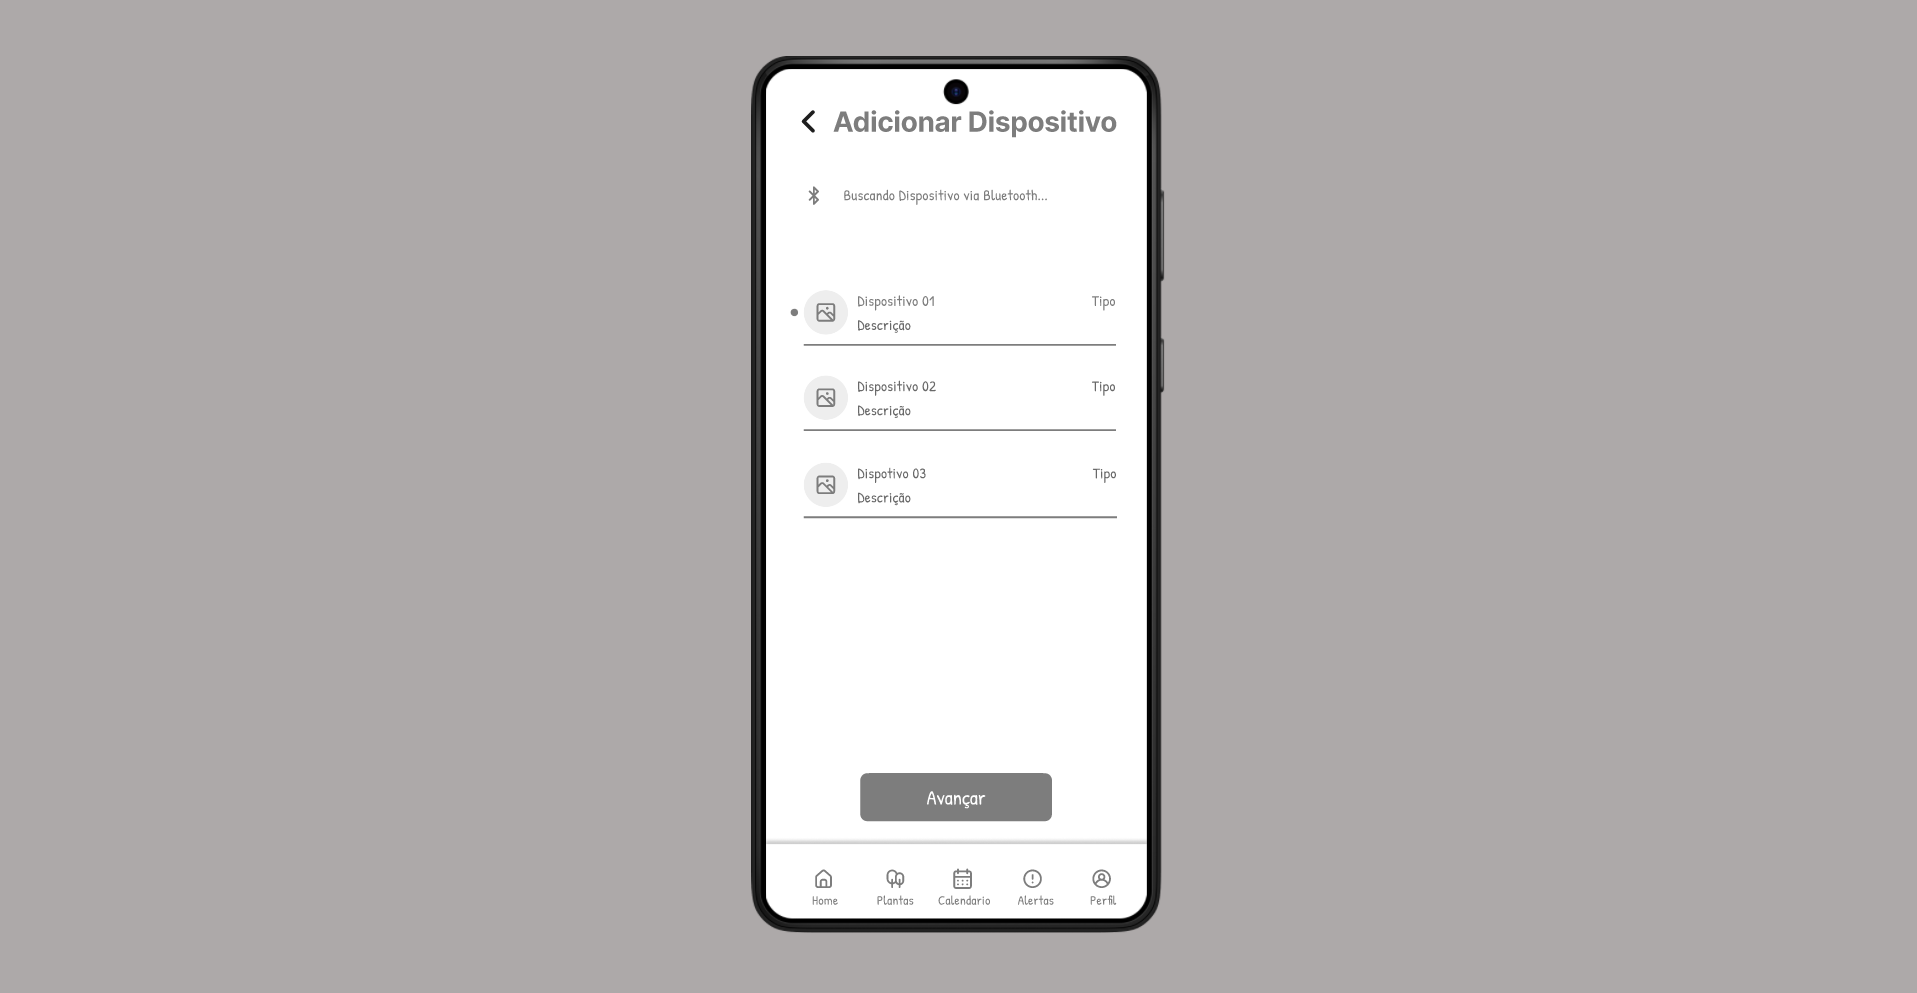 Adicionar Dispositivo
Buscando Dispositivo via Bluetooth...
Dispositivo 01 Tipo
Descrição
Dispositivo 02 Tipo
Descrição
Dispotivo 03 Tipo
Descrição
Avançar
Home Plantas Calendario Alertas Perfil